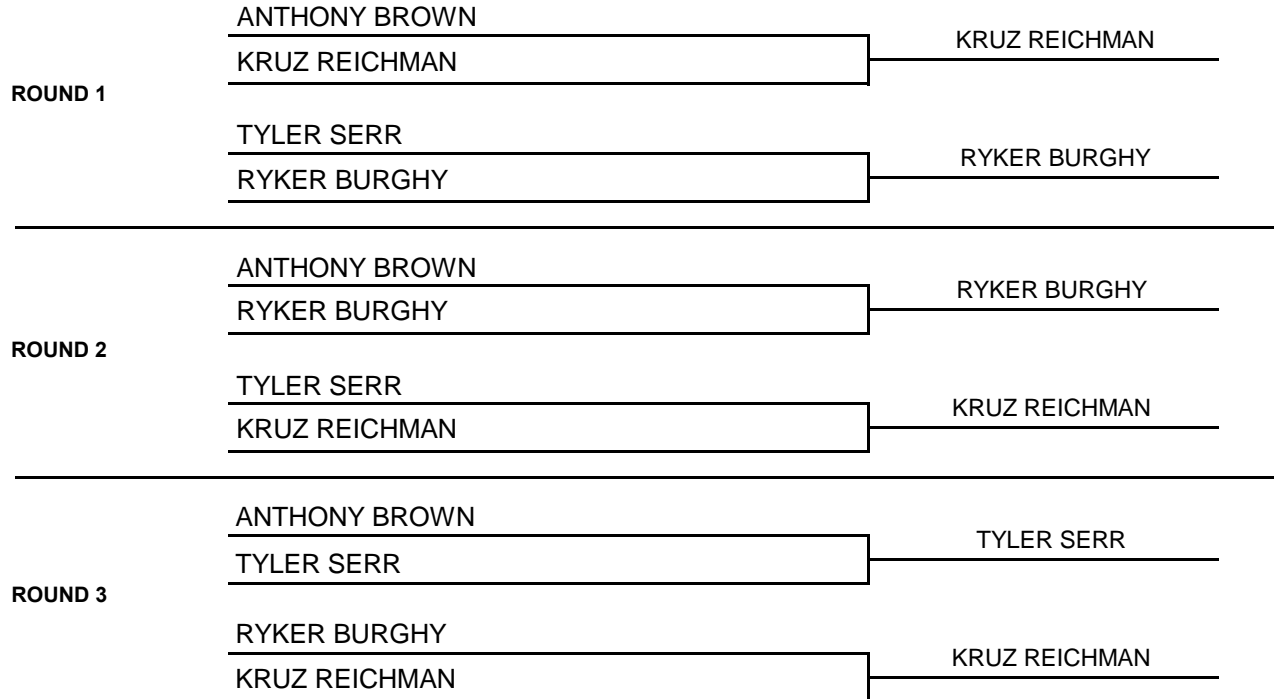 ANTHONY BROWN
KRUZ REICHMAN
KRUZ REICHMAN
ROUND 1
TYLER SERR
RYKER BURGHY
RYKER BURGHY
ANTHONY BROWN
RYKER BURGHY
RYKER BURGHY
ROUND 2
TYLER SERR
KRUZ REICHMAN
KRUZ REICHMAN
ANTHONY BROWN
TYLER SERR
TYLER SERR
ROUND 3
RYKER BURGHY
KRUZ REICHMAN
KRUZ REICHMAN